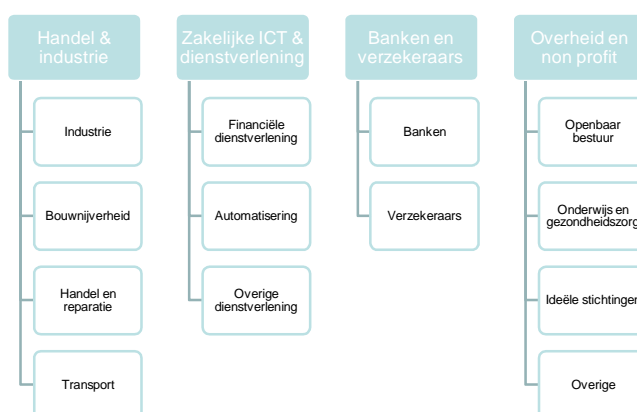 Handel &
industrie
Industrie
Bouwnijverheid
Handel en
reparatie
Transport
Zakelijke ICT &
dienstverlening
Financiële
dienstverlening
Automatisering
Overige
dienstverlening
Banken en
verzekeraars
Banken
Verzekeraars
Overheid en
non profit
Openbaar
bestuur
Onderwijs en
gezondheidszorg
Ideële stichtingen
Overige